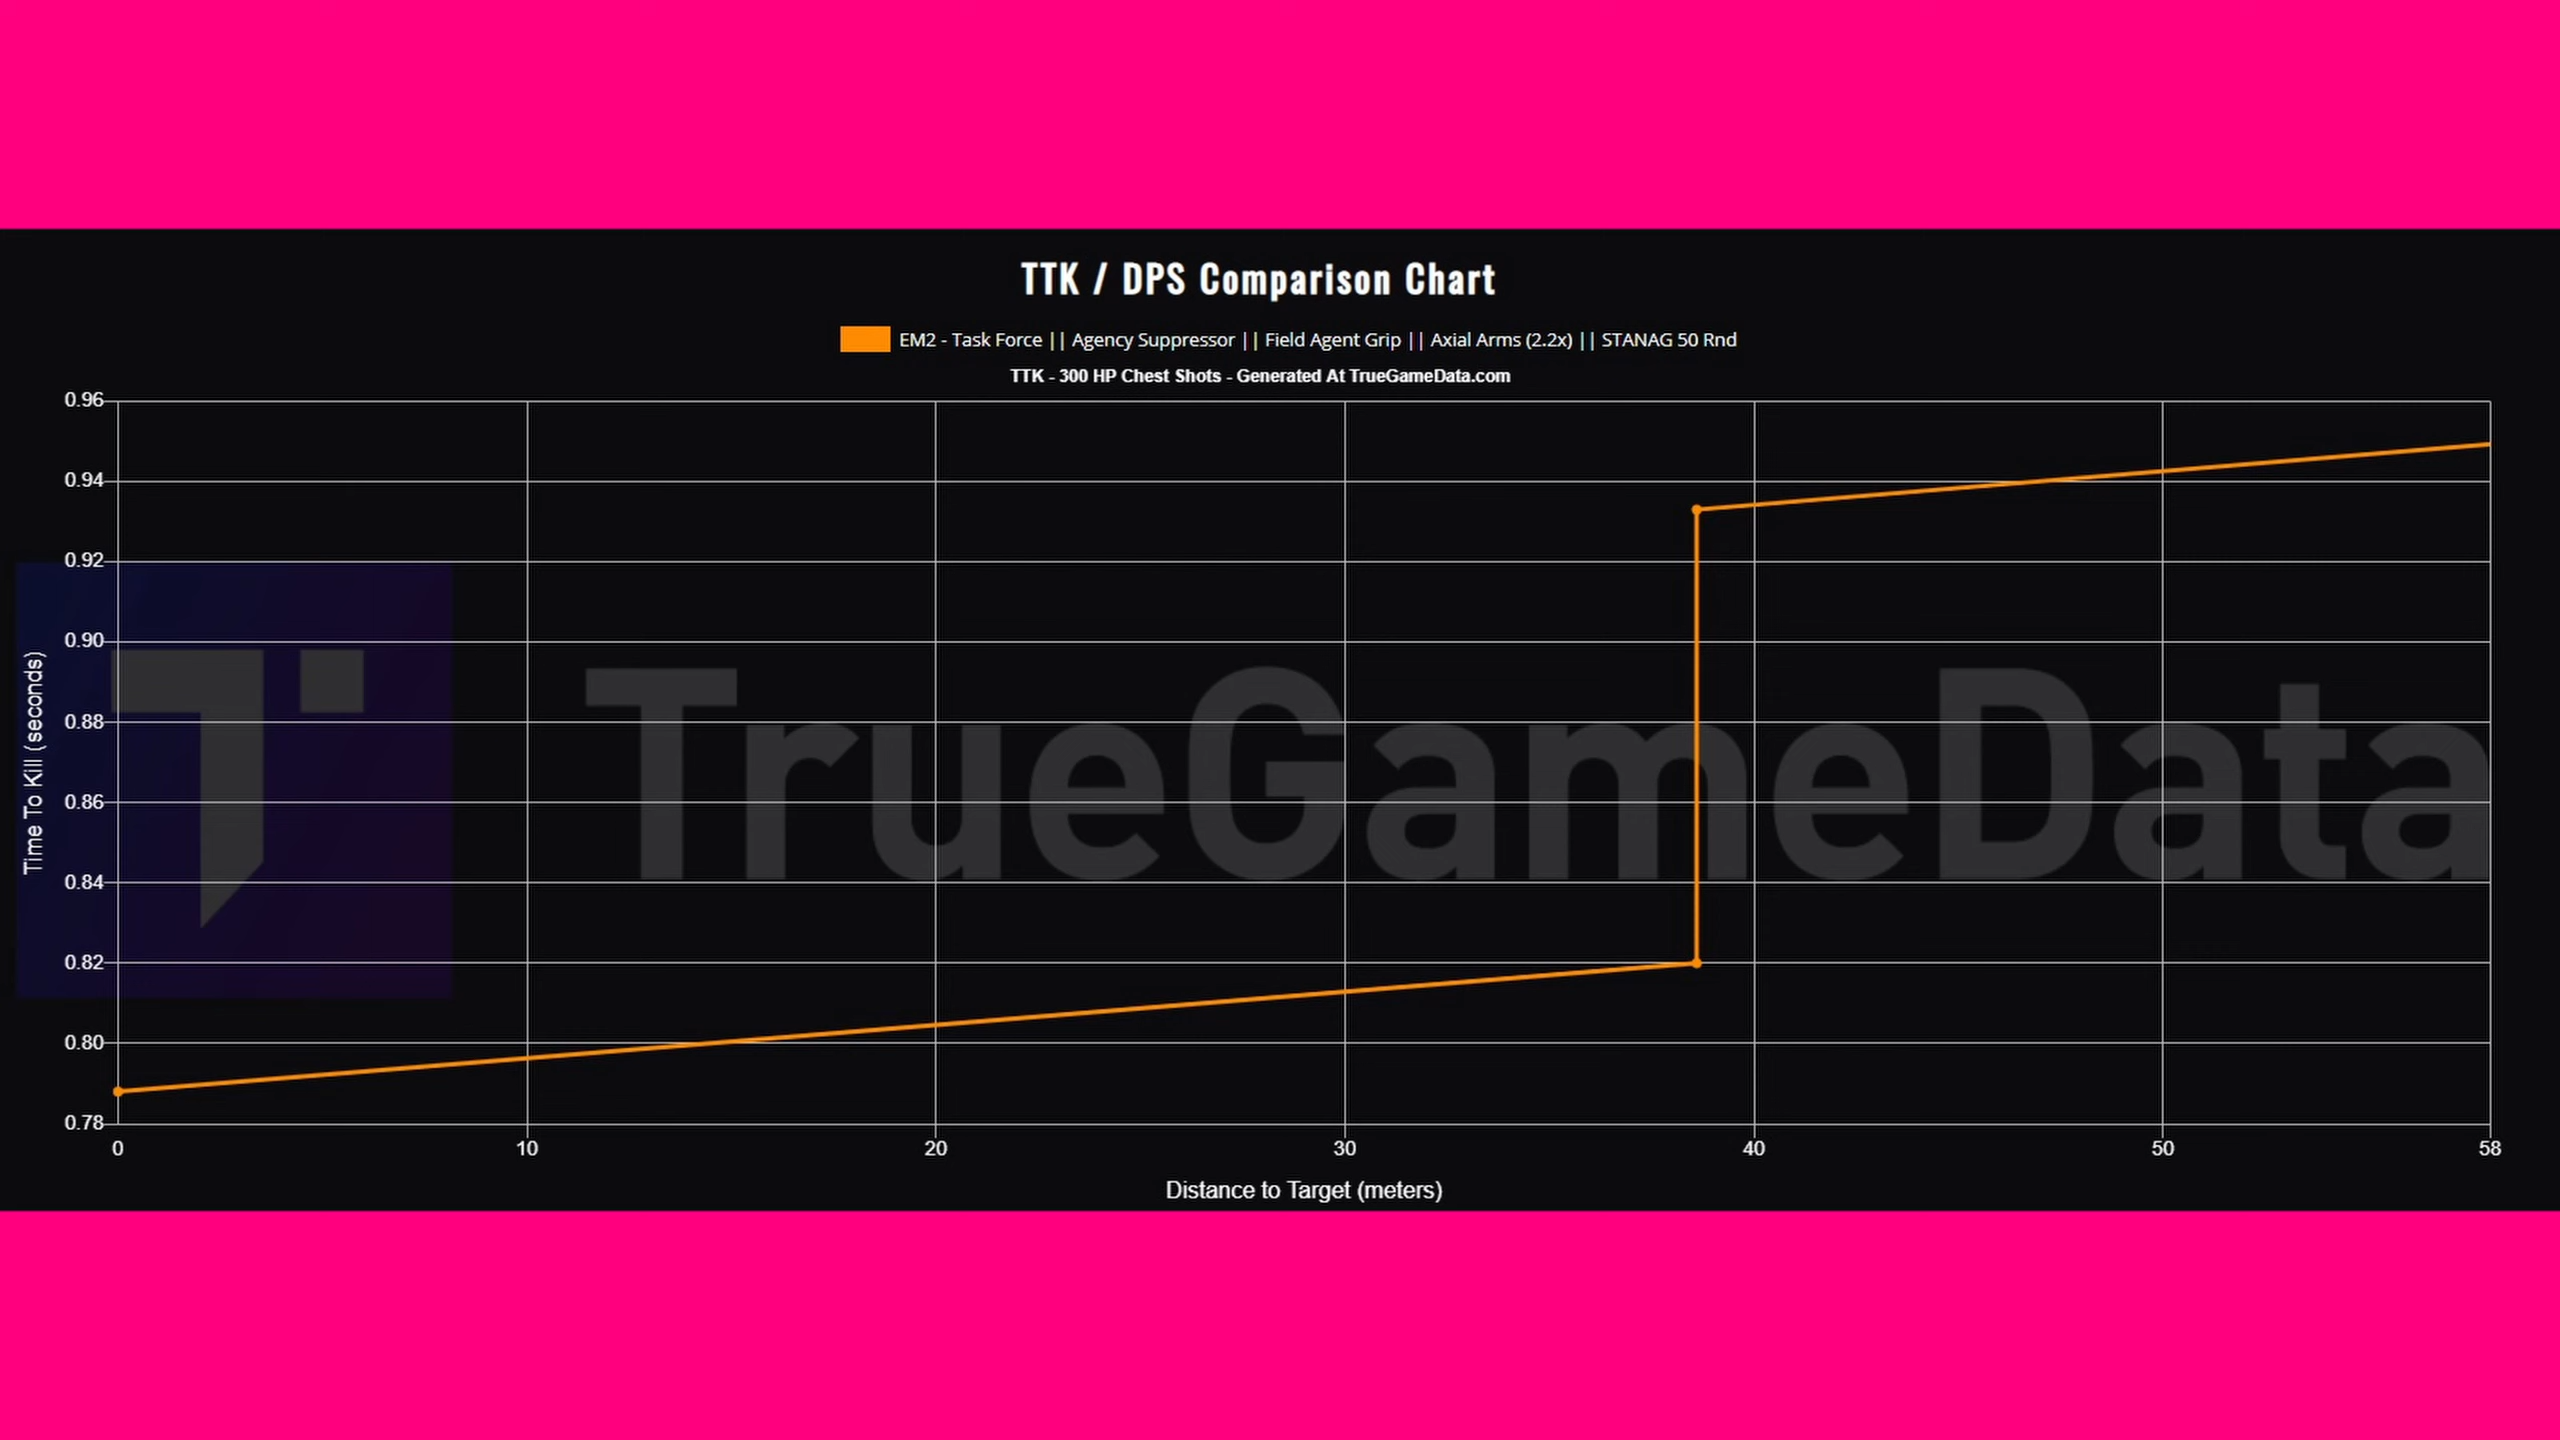 TTK / DPS Comparison Chart
EM2 - Task Force || Agency Suppressor || Field Agent Grip || Axial Arms (2.2x) || STANAG 50 Rnd
TTK - 300 HP Chest Shots - Generated At TrueGameData.com
0.96
0.94
0.92
0.90
0.88
0.86
0.84
0.82
0.80
0.78
Time To Kill (seconds)
TrueGameData
0 10 20 30 40 50 58
Distance to Target (meters)